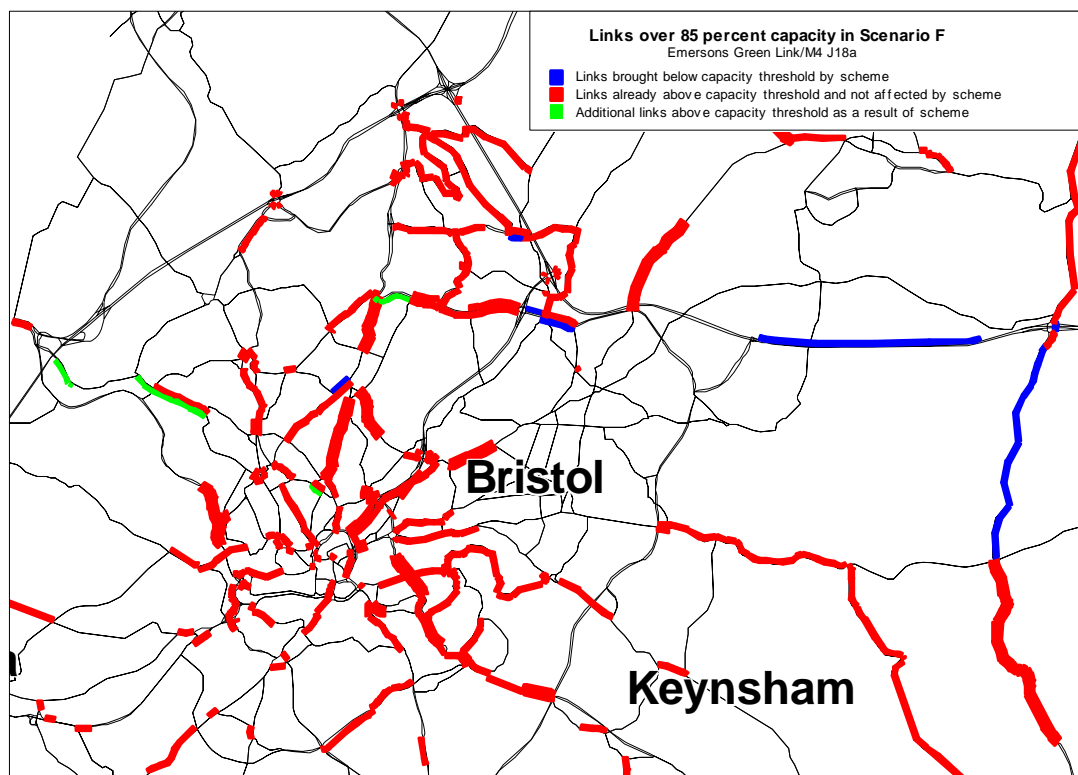 Links over 85 percent capacity in Scenario F
Emersons Green Link/M4 J18a
Links brought below capacity threshold by scheme
Links already above capacity threshold and not affected by scheme
Additional links above capacity threshold as a result of scheme
Bristol
Keynsham
a